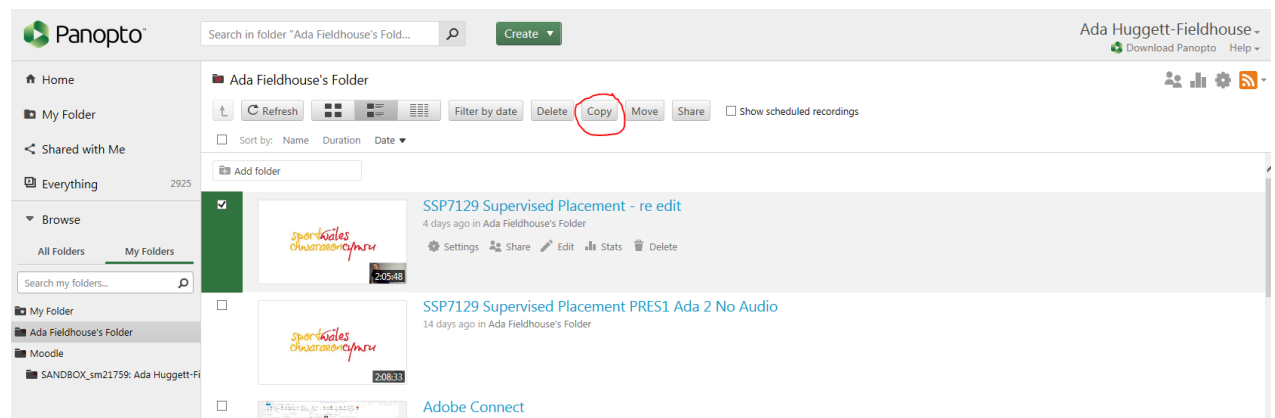 Panopto™
Search in folder "Ada Fieldhouse's Fold...
Create
Ada Huggett-Fieldhouse
Download Panopto Help
Home
My Folder
Shared with Me
Everything 2925
Browse
All Folders My Folders
Search my folders...
My Folder
Ada Fieldhouse's Folder
Moodle
SANDBOX_sm21759: Ada Huggett-Fi
Ada Fieldhouse's Folder
Refresh Filter by date Delete Copy Move Share Show scheduled recordings
Sort by: Name Duration Date
Add folder
sportwales
chwaraeoncymru
2:05:48
SSP7129 Supervised Placement - re edit
4 days ago in Ada Fieldhouse's Folder
Settings Share Edit Stats Delete
sportwales
chwaraeoncymru
2:08:33
SSP7129 Supervised Placement PRES1 Ada 2 No Audio
14 days ago in Ada Fieldhouse's Folder
Adobe Connect